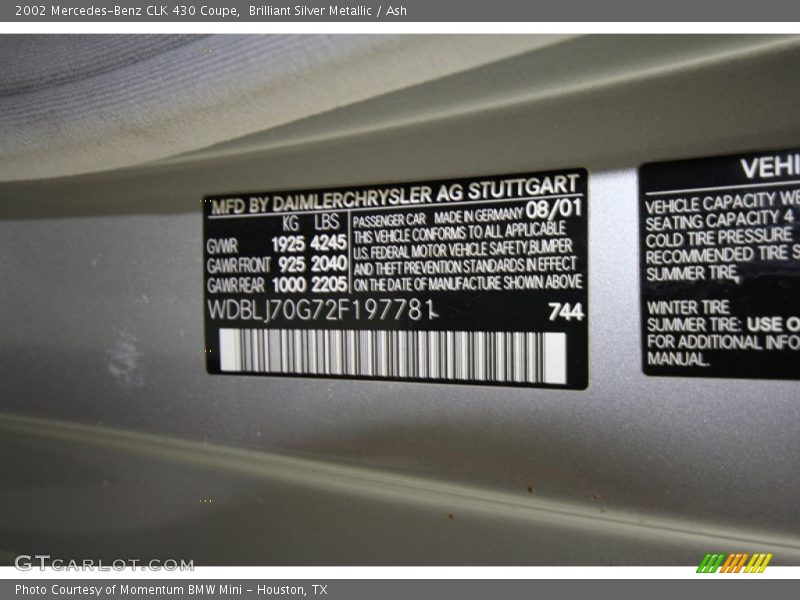 2002 Mercedes-Benz CLK 430 Coupe,  Brilliant Silver Metallic / Ash
MFD BY DAIMLERCHRYSLER AG STUTTGART
KG LBS
GVWR 1925 4245
GAWR FRONT 925 2040
GAWR REAR 1000 2205
PASSENGER CAR MADE IN GERMANY 08/01
THIS VEHICLE CONFORMS TO ALL APPLICABLE
U.S. FEDERAL MOTOR VEHICLE SAFETY, BUMPER
AND THEFT PREVENTION STANDARDS IN EFFECT
ON THE DATE OF MANUFACTURE SHOWN ABOVE
WDBLJ70G72F197781
744
VEHI
VEHICLE CAPACITY WE
SEATING CAPACITY 4
COLD TIRE PRESSURE
RECOMMENDED TIRE S
SUMMER TIRE,
WINTER TIRE
SUMMER TIRE: USE O
FOR ADDITIONAL INFO
MANUAL.
GTCARLOT.COM
Photo Courtesy of Momentum BMW Mini - Houston, TX